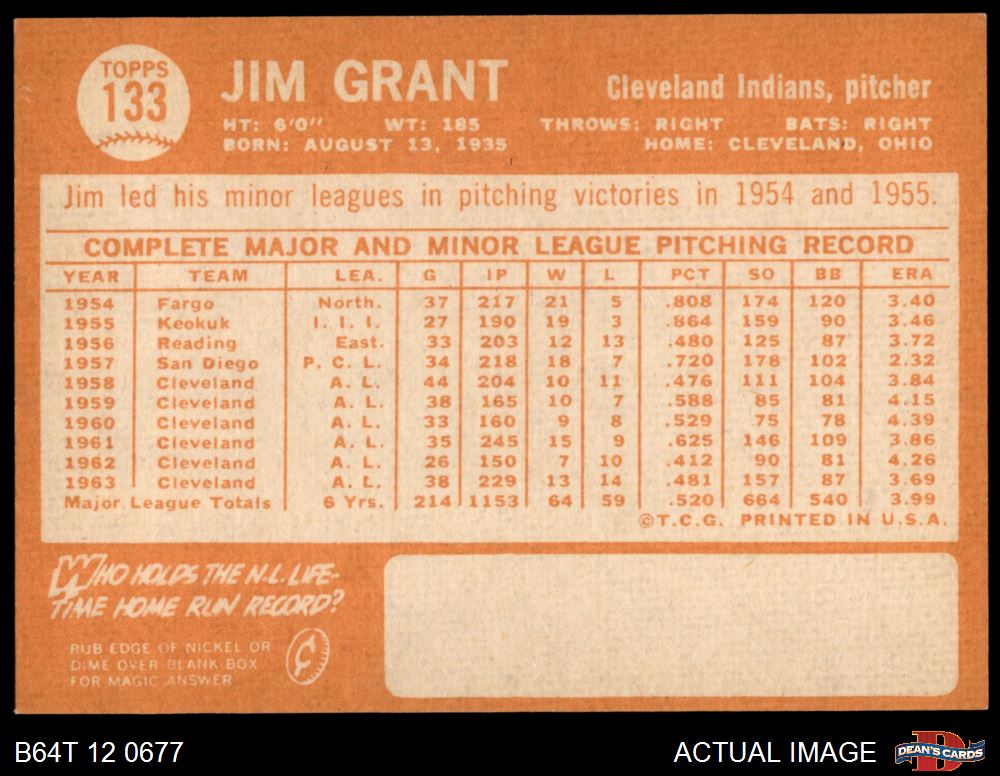 TOPPS
133
JIM GRANT
Cleveland Indians, pitcher
HT: 6'0" WT: 185 THROWS: RIGHT BATS: RIGHT
BORN: AUGUST 13, 1935 HOME: CLEVELAND, OHIO
Jim led his minor leagues in pitching victories in 1954 and 1955.
COMPLETE MAJOR AND MINOR LEAGUE PITCHING RECORD
YEAR TEAM LEA. G IP W L PCT SO BB ERA
1954 Fargo North. 37 217 21 5 .808 174 120 3.40
1955 Keokuk I. I. I. 27 190 19 3 .864 159 90 3.46
1956 Reading East. 33 203 12 13 .480 125 87 3.72
1957 San Diego P. C. L. 34 218 18 7 .720 178 102 2.32
1958 Cleveland A. L. 44 204 10 11 .476 111 104 3.84
1959 Cleveland A. L. 38 165 10 7 .588 85 81 4.15
1960 Cleveland A. L. 33 160 9 8 .529 75 78 4.39
1961 Cleveland A. L. 35 245 15 9 .625 146 109 3.86
1962 Cleveland A. L. 26 150 7 10 .412 90 81 4.26
1963 Cleveland A. L. 38 229 13 14 .481 157 87 3.69
Major League Totals 6 Yrs. 214 1153 64 59 .520 664 540 3.99
©T.C.G. PRINTED IN U.S.A.
WHO HOLDS THE N.L. LIFE-
TIME HOME RUN RECORD?
RUB EDGE OF NICKEL OR
DIME OVER BLANK BOX
FOR MAGIC ANSWER
¢
B64T 12 0677
ACTUAL IMAGE
D
DEAN'S CARDS